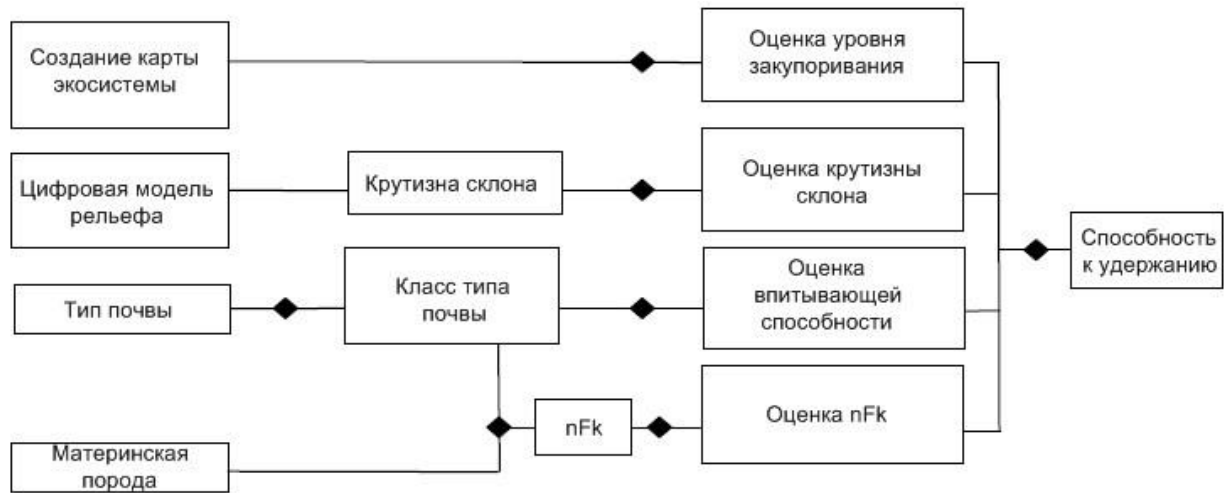 Создание карты
экосистемы
Оценка уровня
закупоривания
Цифровая модель
рельефа
Крутизна склона
Оценка крутизны
склона
Способность
к удержанию
Тип почвы
Класс типа
почвы
Оценка
впитывающей
способности
Материнская
порода
nFk
Оценка nFk